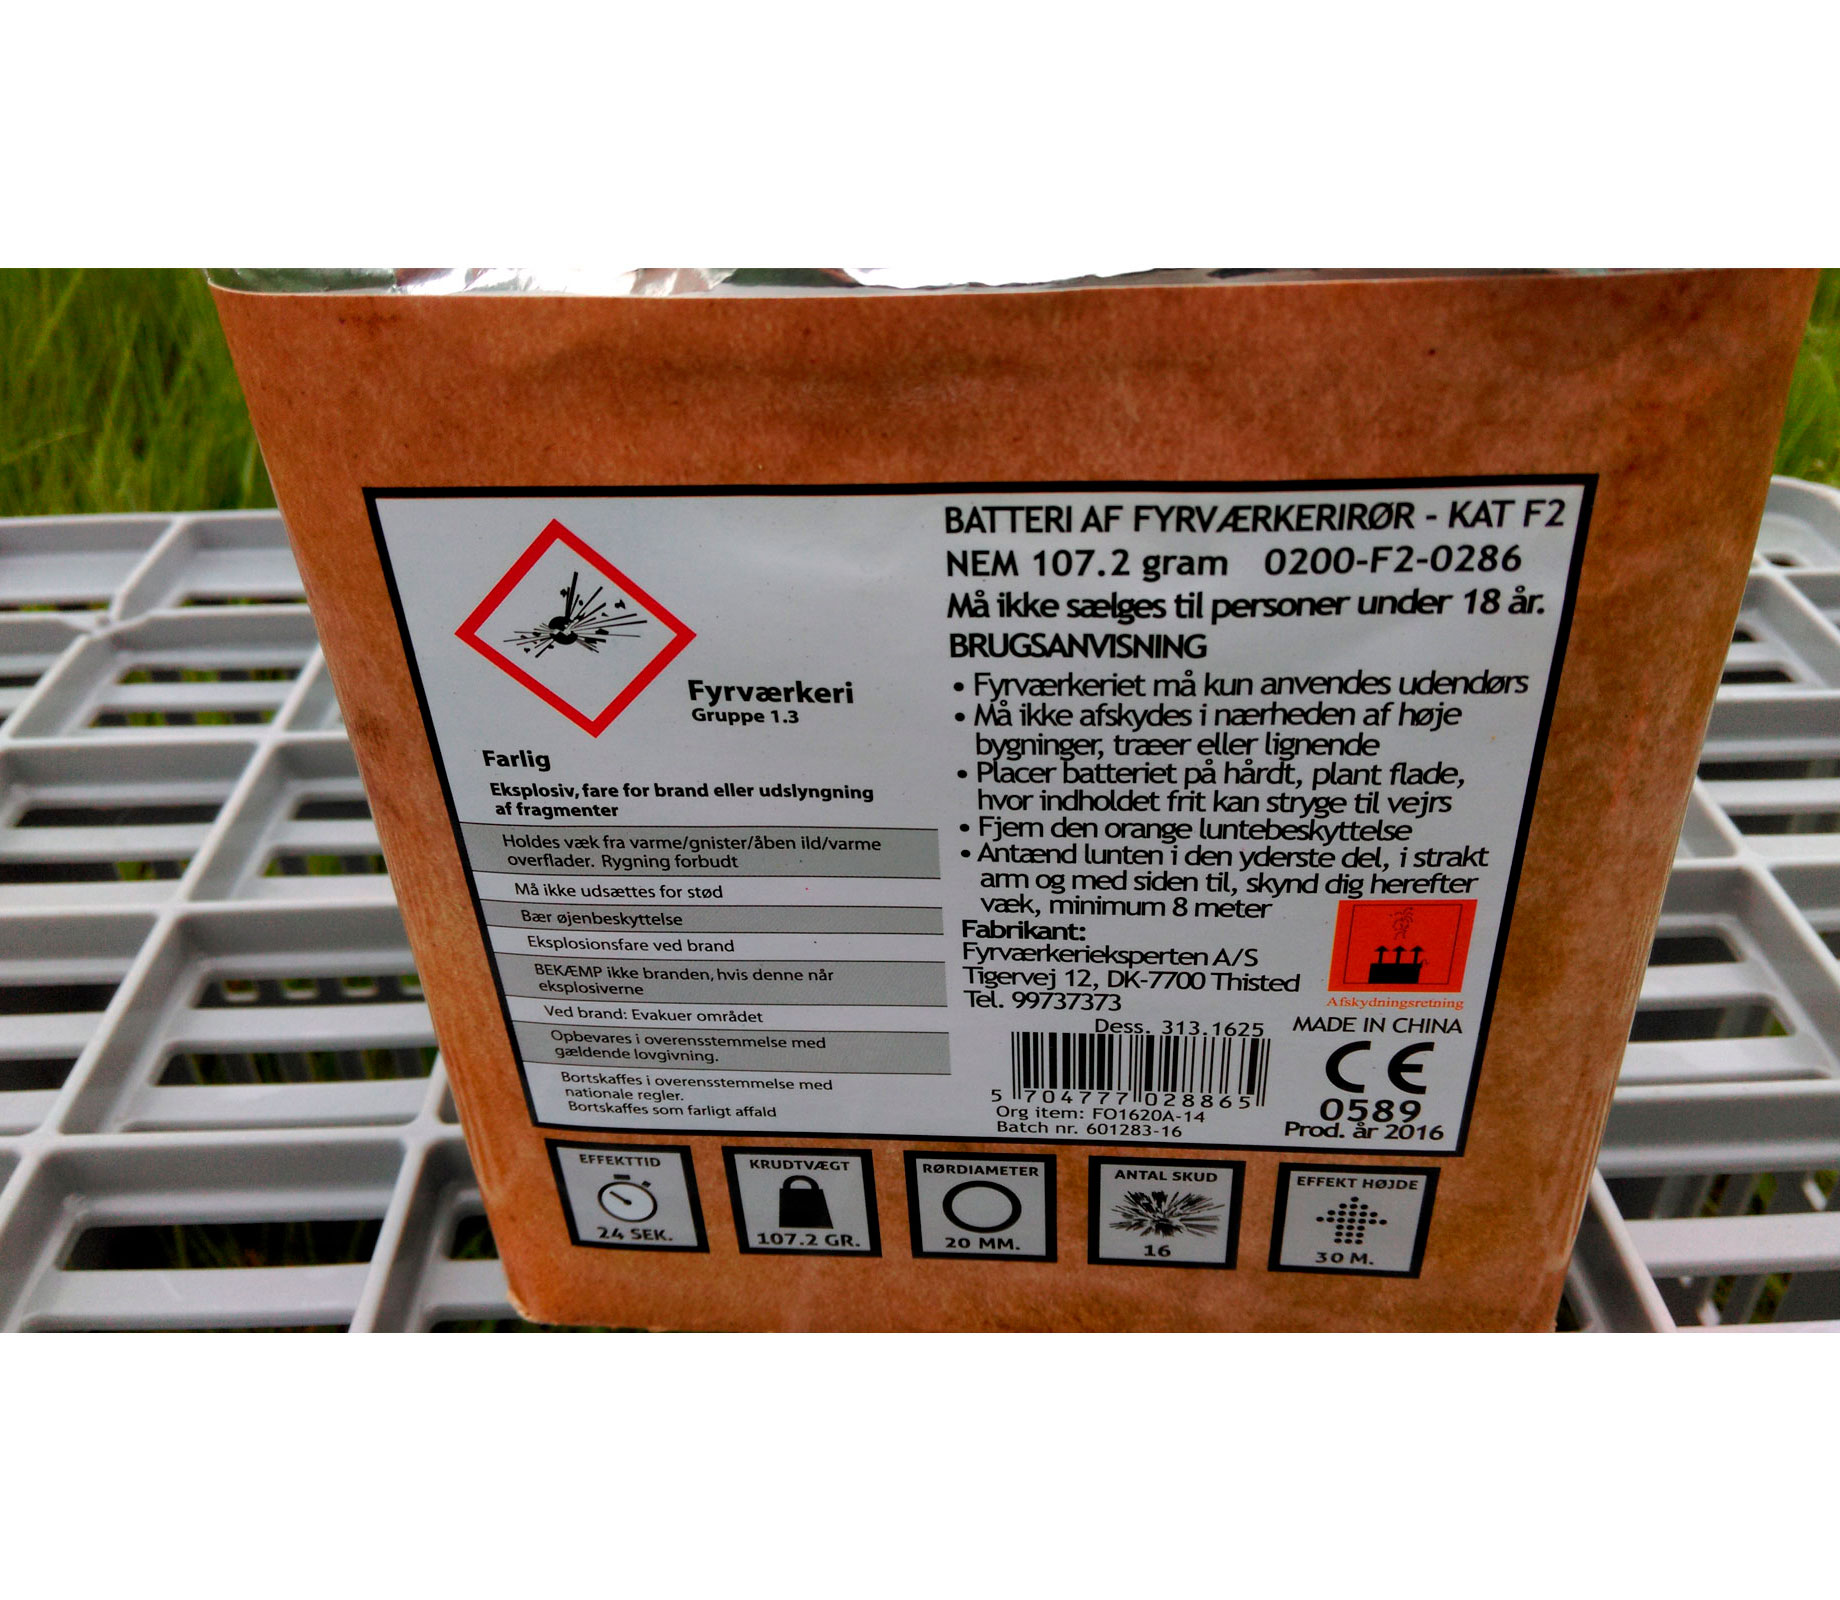 Fyrværkeri
Gruppe 1.3
Farlig
Eksplosiv, fare for brand eller udslyngning
af fragmenter
Holdes væk fra varme/gnister/åben ild/varme
overflader. Rygning forbudt
Må ikke udsættes for stød
Bær øjenbeskyttelse
Eksplosionsfare ved brand
BEKÆMP ikke branden, hvis denne når
eksplosiverne
Ved brand: Evakuer området
Opbevares i overensstemmelse med
gældende lovgivning.
Bortskaffes i overensstemmelse med
nationale regler.
Bortskaffes som farligt affald
BATTERI AF FYRVÆRKERIRØR - KAT F2
NEM 107.2 gram 0200-F2-0286
Må ikke sælges til personer under 18 år.
BRUGSANVISNING
• Fyrværkeriet må kun anvendes udendørs
• Må ikke afskydes i nærheden af høje
bygninger, træer eller lignende
• Placer batteriet på hårdt, plant flade,
hvor indholdet frit kan stryge til vejrs
• Fjern den orange luntebeskyttelse
• Antænd lunten i den yderste del, i strakt
arm og med siden til, skynd dig herefter
væk, minimum 8 meter
Fabrikant:
Fyrværkerieksperten A/S
Tigervej 12, DK-7700 Thisted
Tel. 99737373
Afskydningsretning
Dess. 313.1625
MADE IN CHINA
CE
0589
Prod. år 2016
5 704777 028865
Org item: FO1620A-14
Batch nr. 601283-16
EFFEKTTID
24 SEK.
KRUDTVÆGT
107.2 GR.
RØRDIAMETER
20 MM.
ANTAL SKUD
16
EFFEKT HØJDE
30 M.